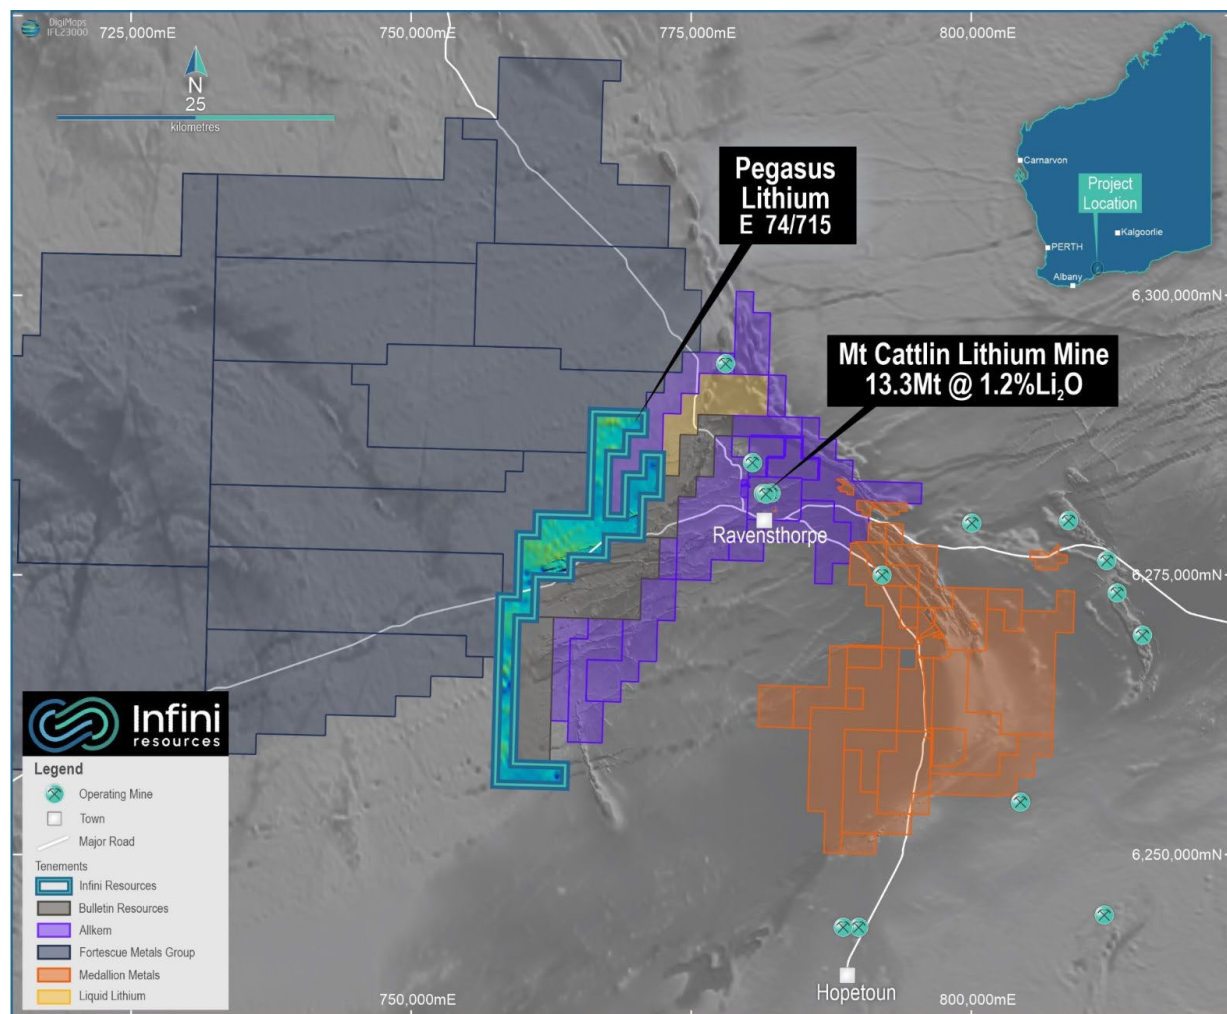 DigiMaps
IFL23000
725,000mE
750,000mE
775,000mE
800,000mE
N
25
kilometres
Carnarvon
Project
Location
Kalgoorlie
PERTH
Albany
Pegasus
Lithium
E 74/715
6,300,000mN
Mt Cattlin Lithium Mine
13.3Mt @ 1.2%Li₂O
Ravensthorpe
6,275,000mN
Infini
resources
Legend
Operating Mine
Town
Major Road
Tenements
Infini Resources
Bulletin Resources
Allkem
Fortescue Metals Group
Medallion Metals
Liquid Lithium
6,250,000mN
Hopetoun
750,000mE
800,000mE